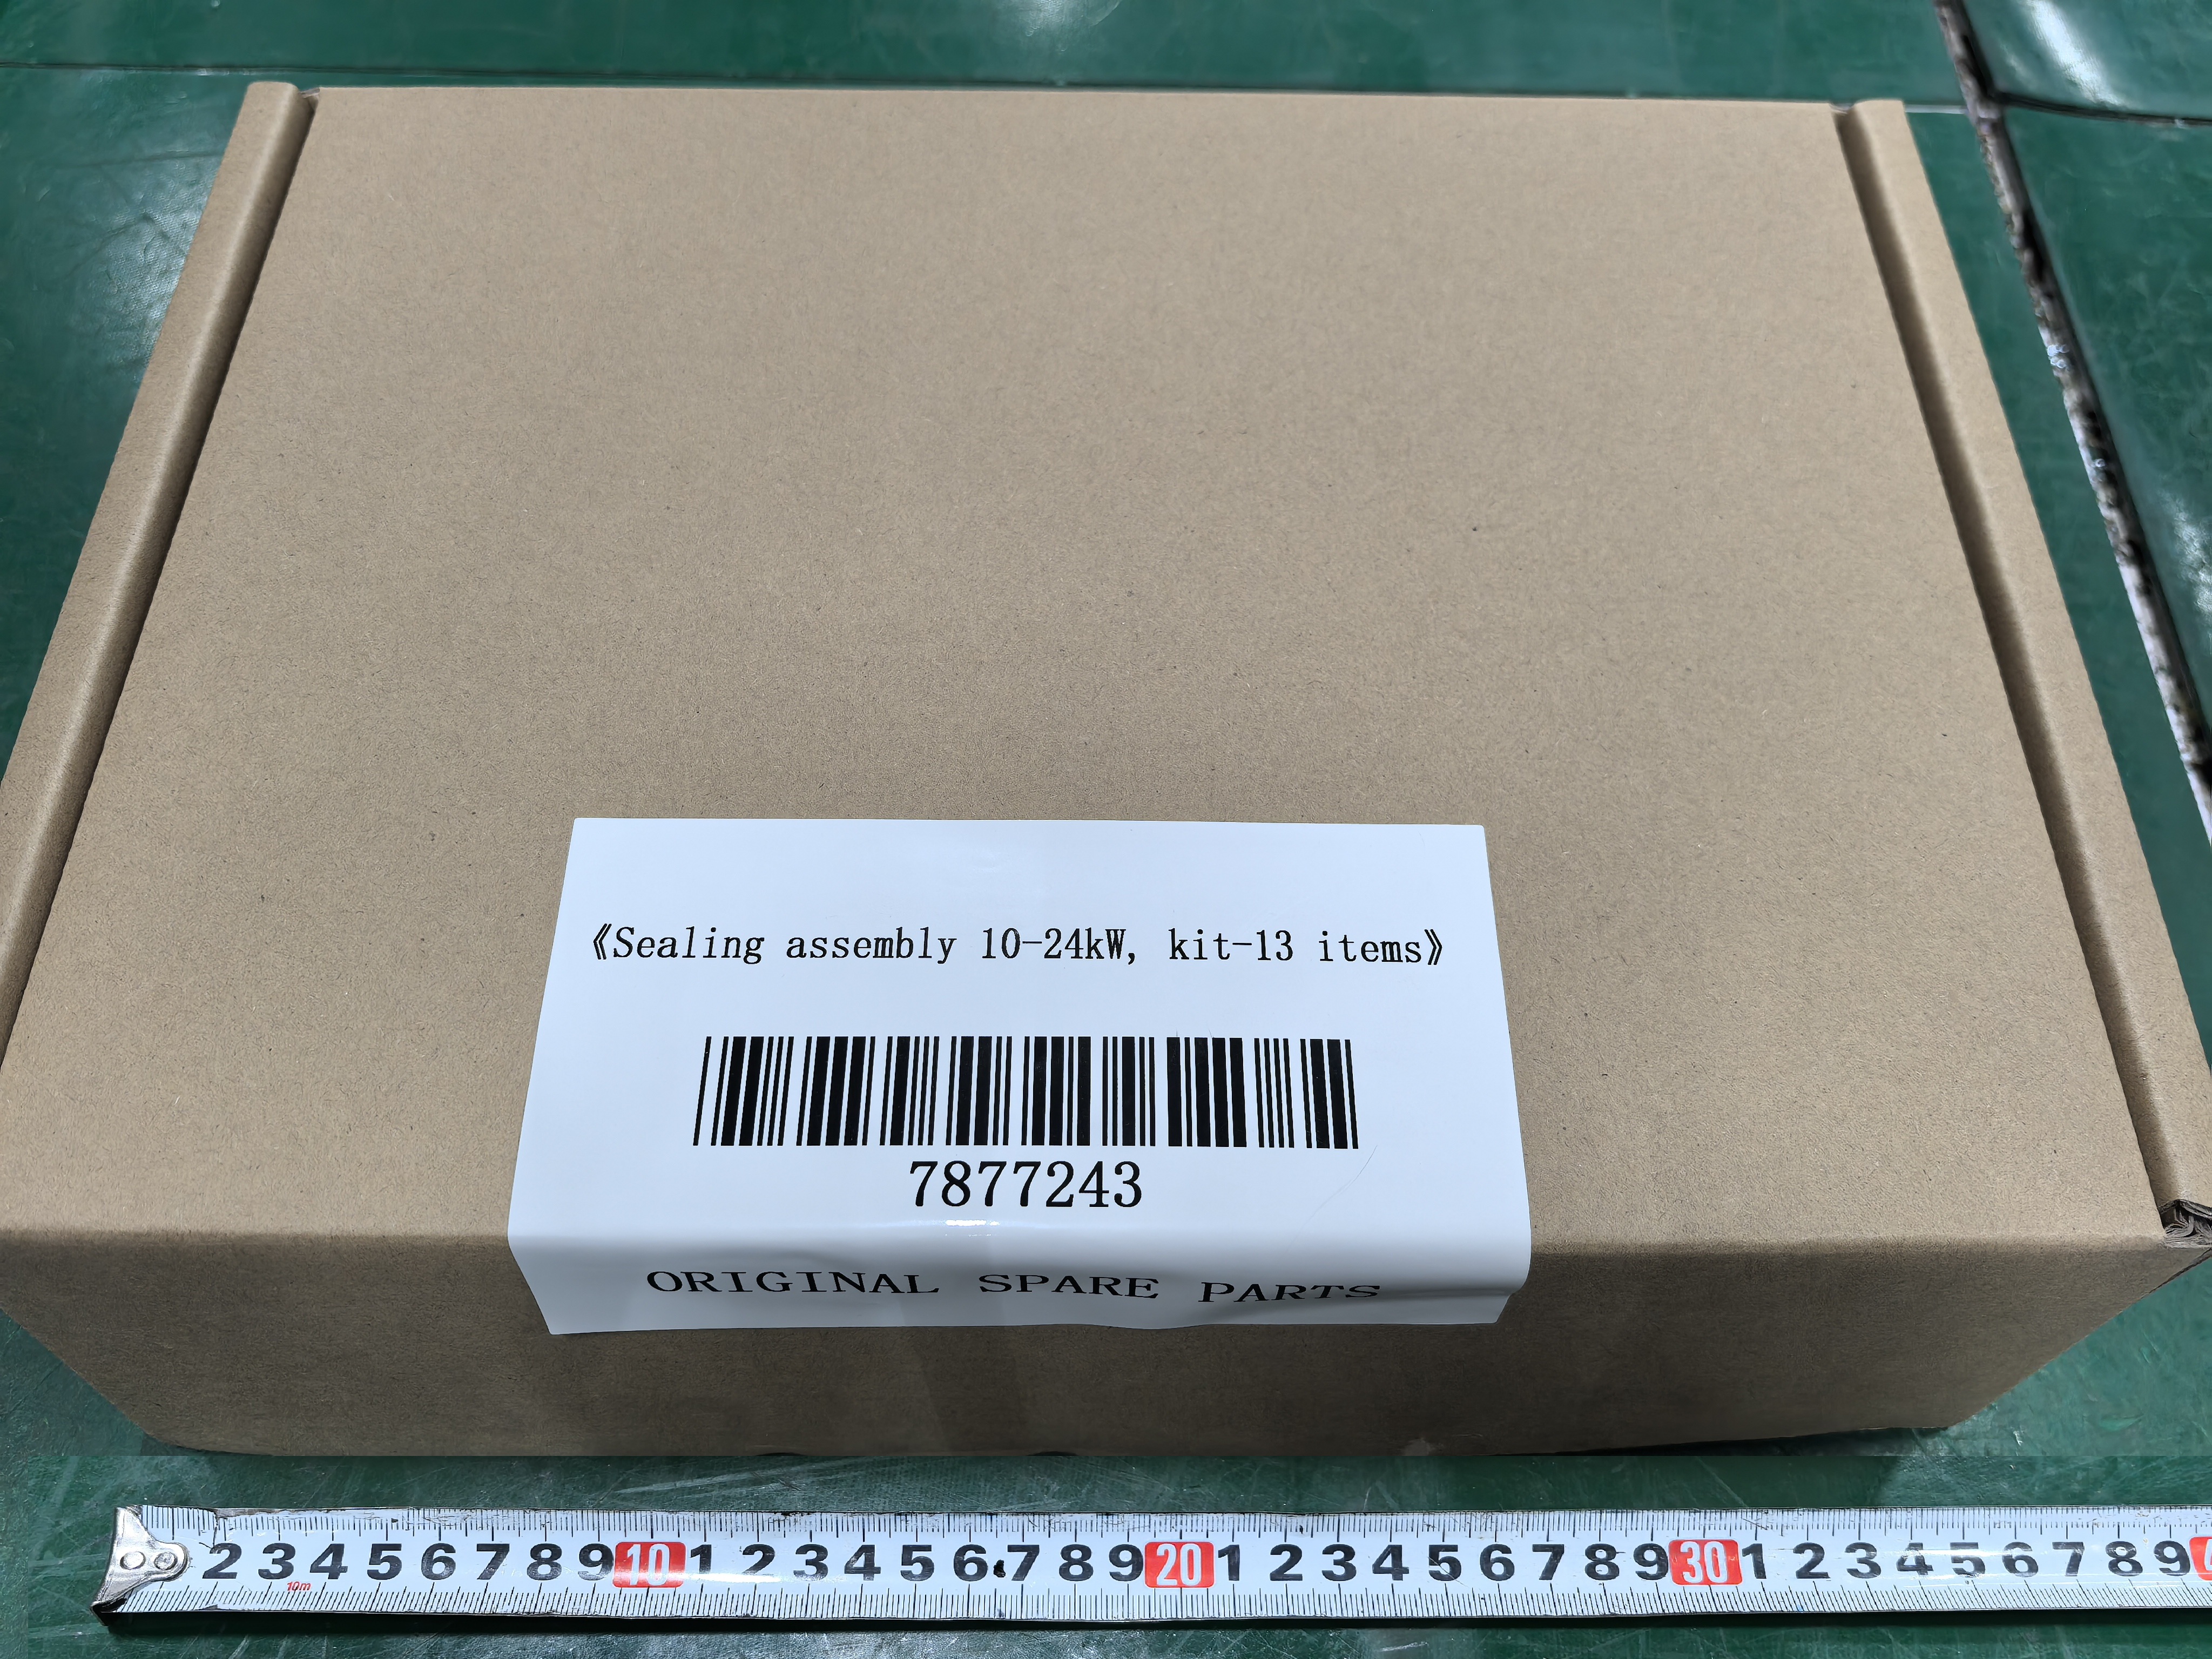 《Sealing assembly 10-24kW, kit-13 items》
7877243
ORIGINAL SPARE PARTS
2 3 4 5 6 7 8 9 10 1 2 3 4 5 6 7 8 9 20 1 2 3 4 5 6 7 8 9 30 1 2 3 4 5 6 7 8 9
10m